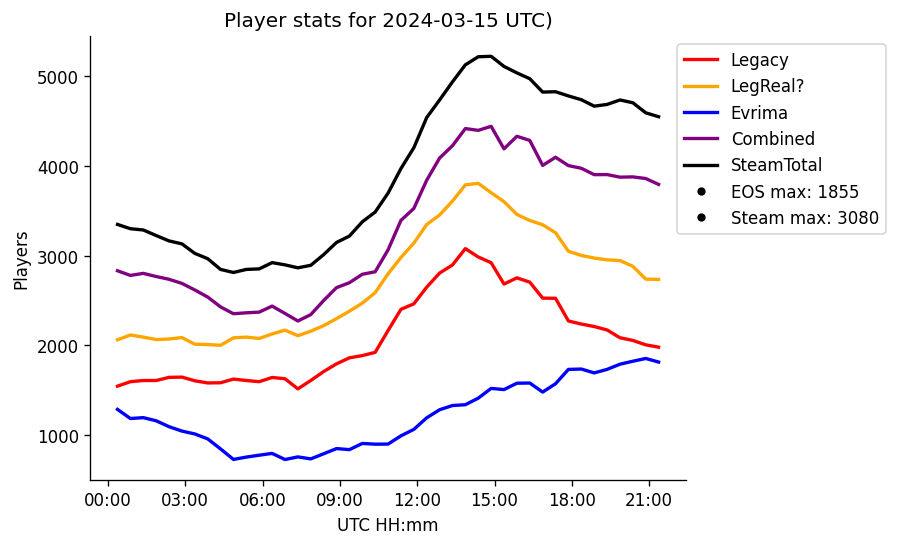 Player stats for 2024-03-15 UTC)
Legacy
LegReal?
Evrima
Combined
SteamTotal
EOS max: 1855
Steam max: 3080
Players
5000
4000
3000
2000
1000
00:00 03:00 06:00 09:00 12:00 15:00 18:00 21:00
UTC HH:mm